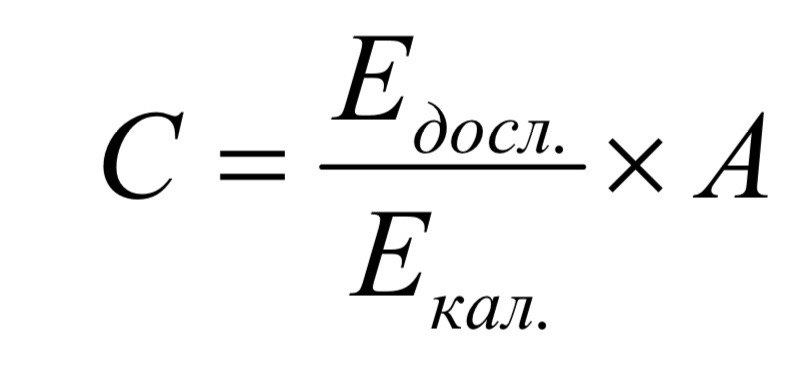 C = E досл. / E кал. × A